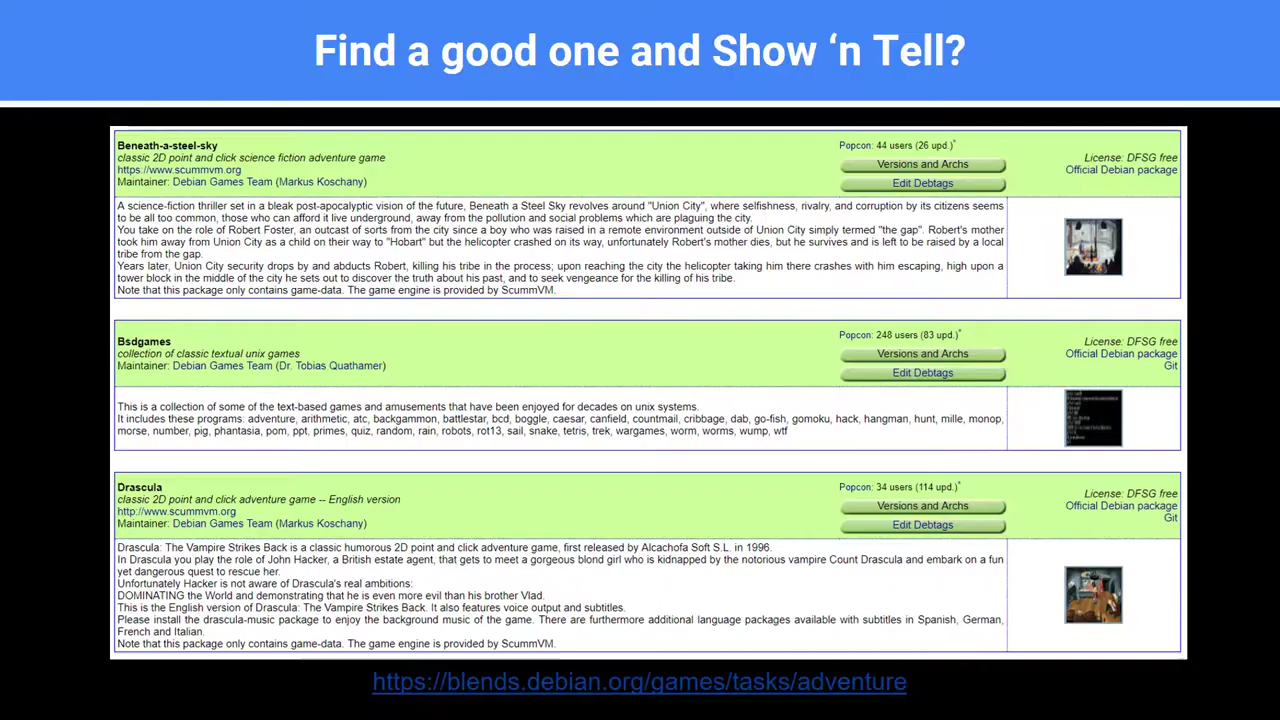 Find a good one and Show ‘n Tell?
Beneath-a-steel-sky
classic 2D point and click science fiction adventure game
https://www.scummvm.org
Maintainer: Debian Games Team (Markus Koschany)
Popcon: 44 users (26 upd.)*
Versions and Archs
Edit Debtags
License: DFSG free
Official Debian package
A science-fiction thriller set in a bleak post-apocalyptic vision of the future, Beneath a Steel Sky revolves around "Union City", where selfishness, rivalry, and corruption by its citizens seems
to be all too common, those who can afford it live underground, away from the pollution and social problems which are plaguing the city.
You take on the role of Robert Foster, an outcast of sorts from the city since a boy who was raised in a remote environment outside of Union City simply termed "the gap". Robert's mother
took him away from Union City as a child on their way to "Hobart" but the helicopter crashed on its way, unfortunately Robert's mother dies, but he survives and is left to be raised by a local
tribe from the gap.
Years later, Union City security drops by and abducts Robert, killing his tribe in the process; upon reaching the city the helicopter taking him there crashes with him escaping, high upon a
tower block in the middle of the city he sets out to discover the truth about his past, and to seek vengeance for the killing of his tribe.
Note that this package only contains game-data. The game engine is provided by ScummVM.
Bsdgames
collection of classic textual unix games
Maintainer: Debian Games Team (Dr. Tobias Quathamer)
Popcon: 248 users (83 upd.)*
Versions and Archs
Edit Debtags
License: DFSG free
Official Debian package
Git
This is a collection of some of the text-based games and amusements that have been enjoyed for decades on unix systems.
It includes these programs: adventure, arithmetic, atc, backgammon, battlestar, bcd, boggle, caesar, canfield, countmail, cribbage, dab, go-fish, gomoku, hack, hangman, hunt, mille, monop,
morse, number, pig, phantasia, pom, ppt, primes, quiz, random, rain, robots, rot13, sail, snake, tetris, trek, wargames, worm, worms, wump, wtf
Drascula
classic 2D point and click adventure game -- English version
http://www.scummvm.org
Maintainer: Debian Games Team (Markus Koschany)
Popcon: 34 users (114 upd.)*
Versions and Archs
Edit Debtags
License: DFSG free
Official Debian package
Git
Drascula: The Vampire Strikes Back is a classic humorous 2D point and click adventure game, first released by Alcachofa Soft S.L. in 1996.
In Drascula you play the role of John Hacker, a British estate agent, that gets to meet a gorgeous blond girl who is kidnapped by the notorious vampire Count Drascula and embark on a fun
yet dangerous quest to rescue her.
Unfortunately Hacker is not aware of Drascula's real ambitions:
DOMINATING the World and demonstrating that he is even more evil than his brother Vlad.
This is the English version of Drascula: The Vampire Strikes Back. It also features voice output and subtitles.
Please install the drascula-music package to enjoy the background music of the game. There are furthermore additional language packages available with subtitles in Spanish, German,
French and Italian.
Note that this package only contains game-data. The game engine is provided by ScummVM.
https://blends.debian.org/games/tasks/adventure